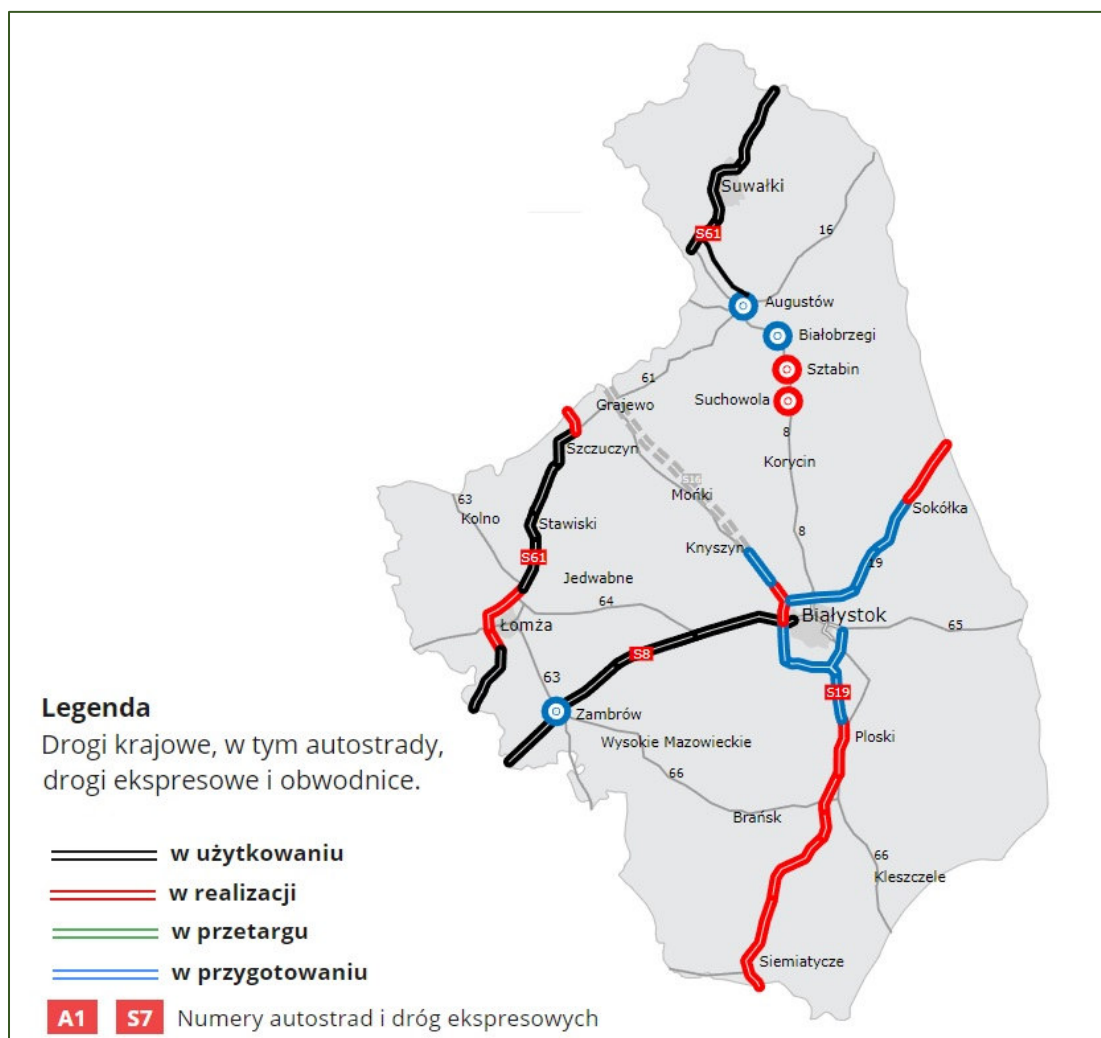 Suwałki
S61
16
Augustów
Białobrzegi
Sztabin
61
Grajewo
Suchowola
8
Szczuczyn
Korycin
S16
Mońki
63
Kolno
Sokółka
Stawiski
8
Knyszyn
S61
19
Jedwabne
64
Białystok
Łomża
65
S8
63
S19
Zambrów
Ploski
Wysokie Mazowieckie
66
Brańsk
66
Kleszczele
Siemiatycze
Legenda
Drogi krajowe, w tym autostrady,
drogi ekspresowe i obwodnice.
w użytkowaniu
w realizacji
w przetargu
w przygotowaniu
A1 S7 Numery autostrad i dróg ekspresowych